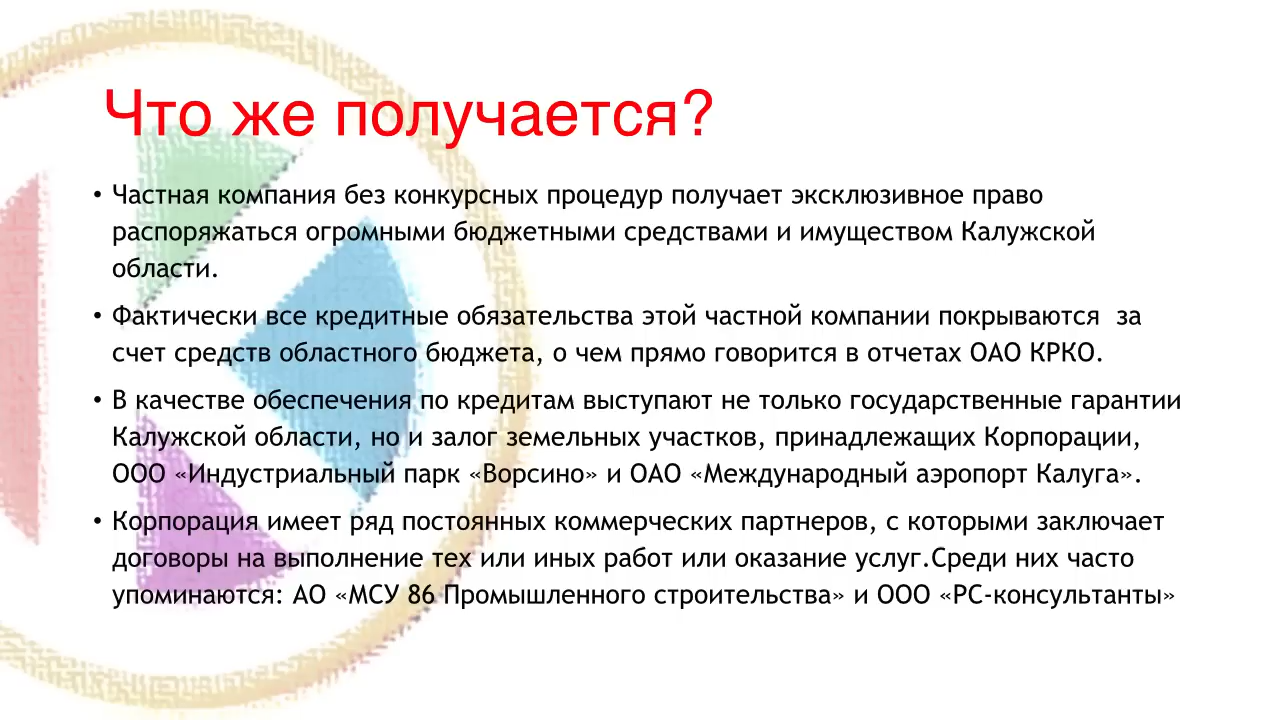 Что же получается?
• Частная компания без конкурсных процедур получает эксклюзивное право
распоряжаться огромными бюджетными средствами и имуществом Калужской
области.
• Фактически все кредитные обязательства этой частной компании покрываются  за
счет средств областного бюджета, о чем прямо говорится в отчетах ОАО КРКО.
• В качестве обеспечения по кредитам выступают не только государственные гарантии
Калужской области, но и залог земельных участков, принадлежащих Корпорации,
ООО «Индустриальный парк «Ворсино» и ОАО «Международный аэропорт Калуга».
• Корпорация имеет ряд постоянных коммерческих партнеров, с которыми заключает
договоры на выполнение тех или иных работ или оказание услуг.Среди них часто
упоминаются: АО «МСУ 86 Промышленного строительства» и ООО «РС-консультанты»